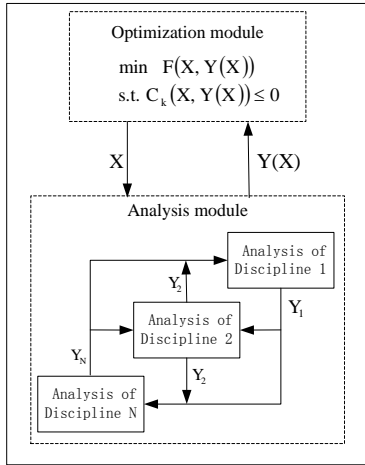 Optimization module
min F(X, Y(X))
s.t. C_k(X, Y(X)) ≤ 0
X
Y(X)
Analysis module
Analysis of
Discipline 1
Y_2
Y_1
Analysis of
Discipline 2
Y_N
Y_2
Analysis of
Discipline N